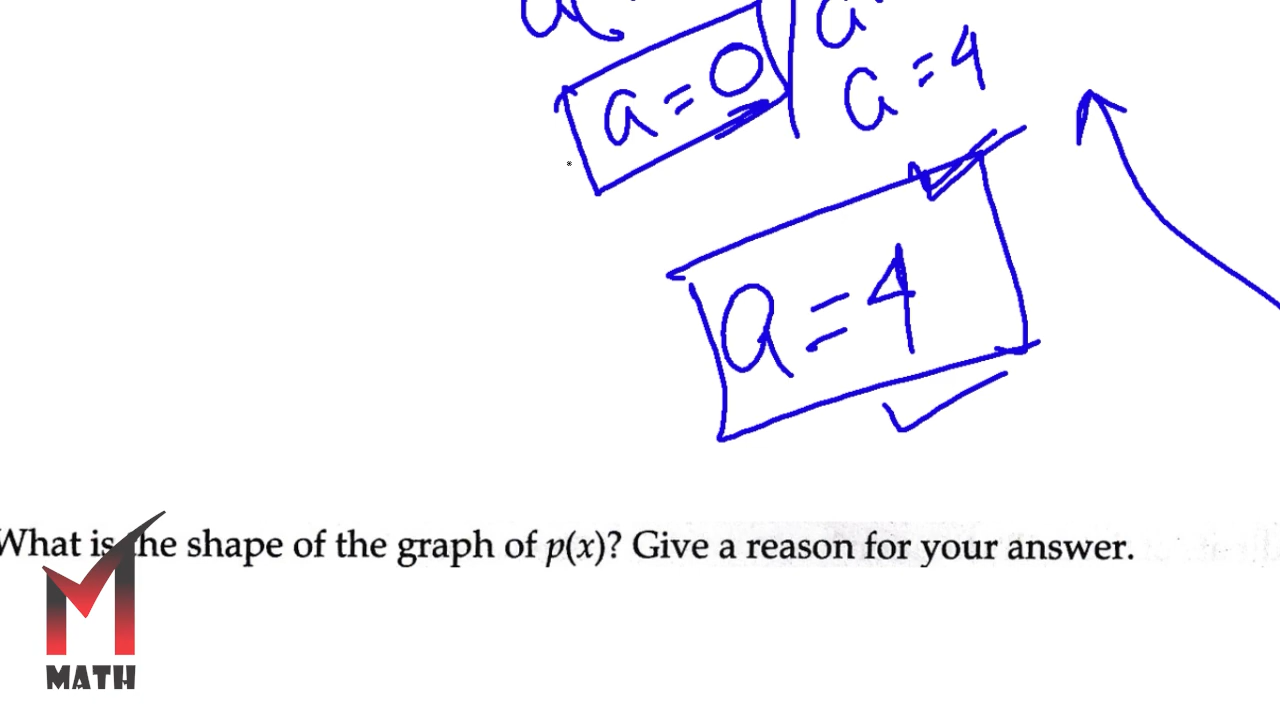 a = 0
a = 4
a = 4
What is the shape of the graph of p(x)? Give a reason for your answer.
M
MATH